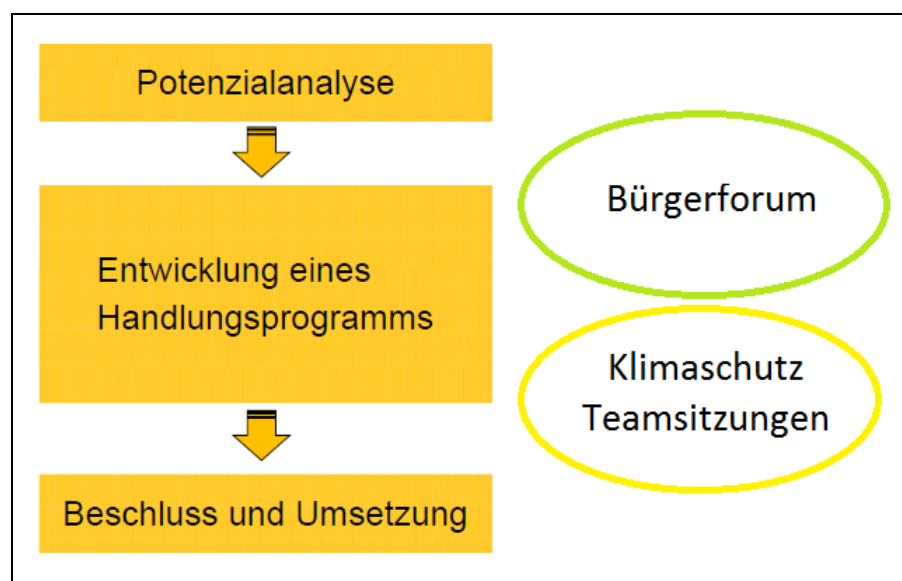 Potenzialanalyse
Entwicklung eines
Handlungsprogramms
Beschluss und Umsetzung
Bürgerforum
Klimaschutz
Teamsitzungen